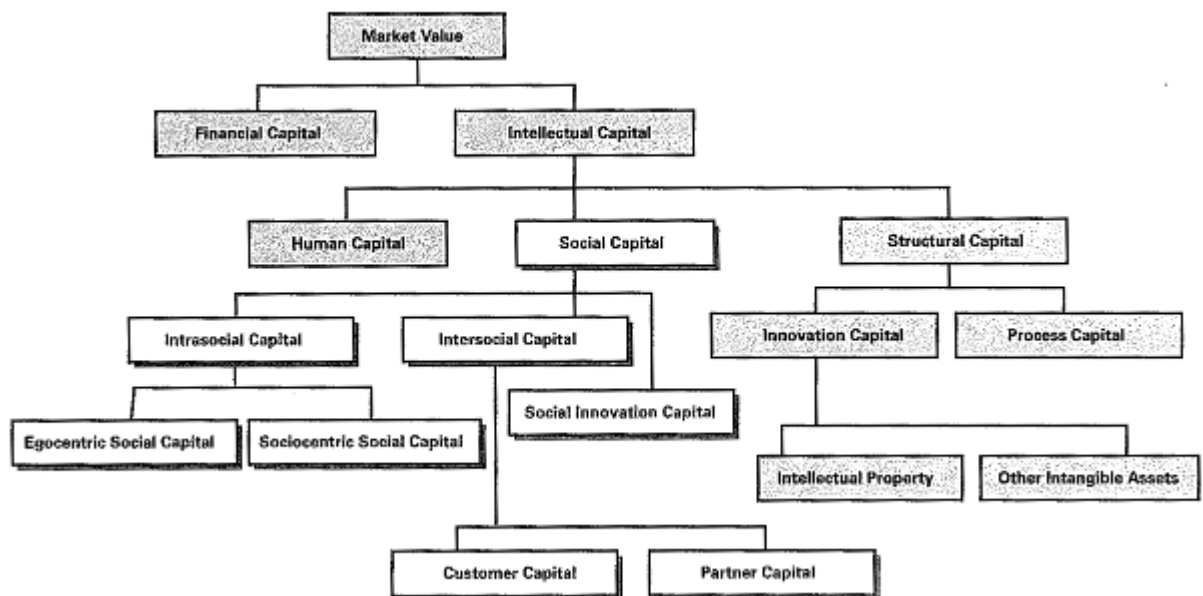 Market Value
Financial Capital
Intellectual Capital
Human Capital
Social Capital
Structural Capital
Intrasocial Capital
Intersocial Capital
Innovation Capital
Process Capital
Egocentric Social Capital
Sociocentric Social Capital
Social Innovation Capital
Intellectual Property
Other Intangible Assets
Customer Capital
Partner Capital